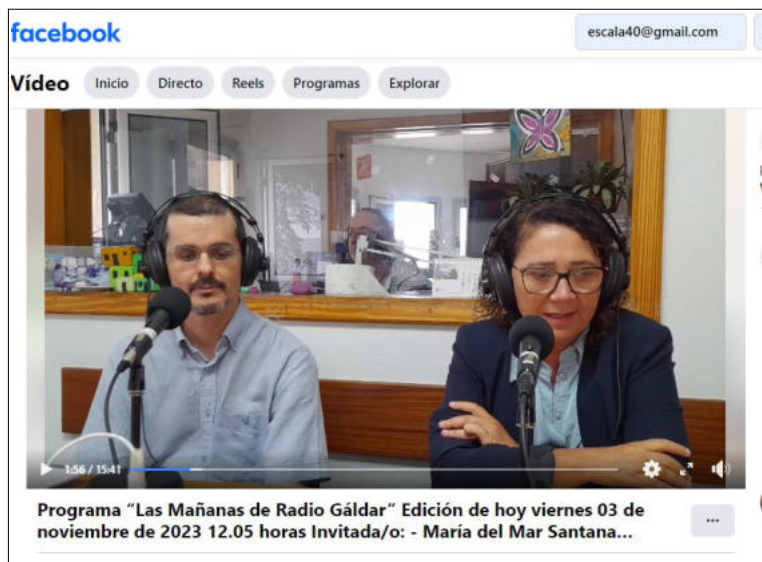 facebook
escala40@gmail.com
Vídeo Inicio Directo Reels Programas Explorar
1:56 / 15:41
Programa “Las Mañanas de Radio Gáldar“ Edición de hoy viernes 03 de
noviembre de 2023 12.05 horas Invitada/o: - María del Mar Santana...